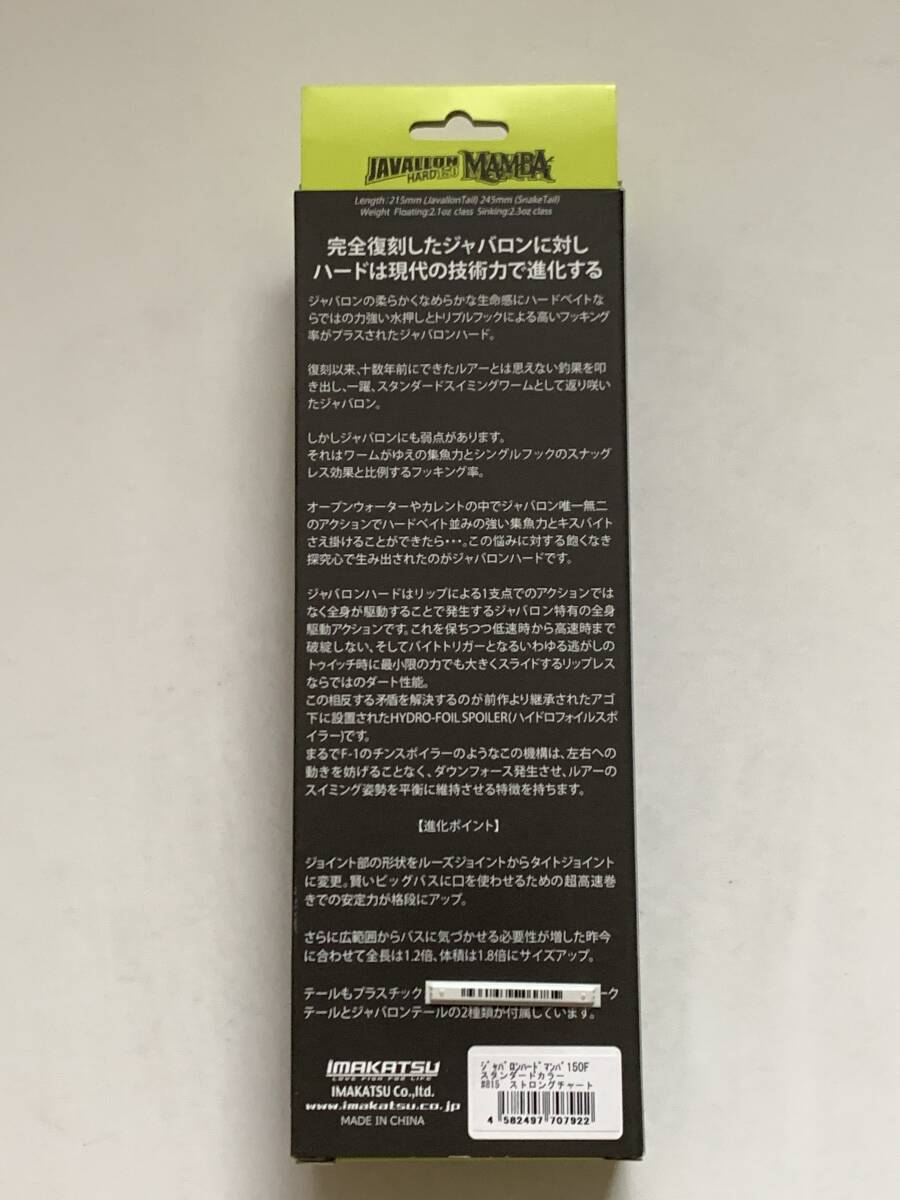 JAVALLON
HARD150 MAMBA
Length:215mm (JavallonTail) 245mm (SnakeTail)
Weight Floating:2.1oz class Sinking:2.3oz class
完全復刻したジャバロンに対し
ハードは現代の技術力で進化する
ジャバロンの柔らかくなめらかな生命感にハードベイトな
らではの力強い水押しとトリプルフックによる高いフッキング
率がプラスされたジャバロンハード。
復刻以来、十数年前にできたルアーとは思えない釣果を叩
き出し、一躍、スタンダードスイミングワームとして返り咲い
たジャバロン。
しかしジャバロンにも弱点があります。
それはワームがゆえの集魚力とシングルフックのスナッグ
レス効果と比例するフッキング率。
オープンウォーターやカレントの中でジャバロン唯一無二
のアクションでハードベイト並みの強い集魚力とキスバイト
さえ掛けることができたら・・・。この悩みに対する飽くなき
探究心で生み出されたのがジャバロンハードです。
ジャバロンハードはリップによる1支点でのアクションでは
なく全身が駆動することで発生するジャバロン特有の全身
駆動アクションです。これを保ちつつ低速時から高速時まで
破綻しない、そしてバイトトリガーとなるいわゆる逃がしの
トゥイッチ時に最小限の力でも大きくスライドするリップレス
ならではのダート性能。
この相反する矛盾を解決するのが前作より継承されたアゴ
下に設置されたHYDRO-FOIL SPOILER(ハイドロフォイルスポ
イラー)です。
まるでF-1のチンスポイラーのようなこの機構は、左右への
動きを妨げることなく、ダウンフォース発生させ、ルアーの
スイミング姿勢を平衡に維持させる特徴を持ちます。
【進化ポイント】
ジョイント部の形状をルーズジョイントからタイトジョイント
に変更。賢いビッグバスに口を使わせるための超高速巻
きでの安定力が格段にアップ。
さらに広範囲からバスに気づかせる必要性が増した昨今
に合わせて全長は1.2倍、体積は1.8倍にサイズアップ。
テールもプラスチック ーク
テールとジャバロンテールの2種類が付属しています。
IMAKATSU
LOVE FISH FOR LIFE
IMAKATSU Co.,ltd.
www.imakatsu.co.jp
MADE IN CHINA
ｼﾞｬﾊﾞﾛﾝﾊｰﾄﾞﾏﾝﾊﾞ150F
スタンダードカラー
#815 ストロングチャート
4 582497 707922